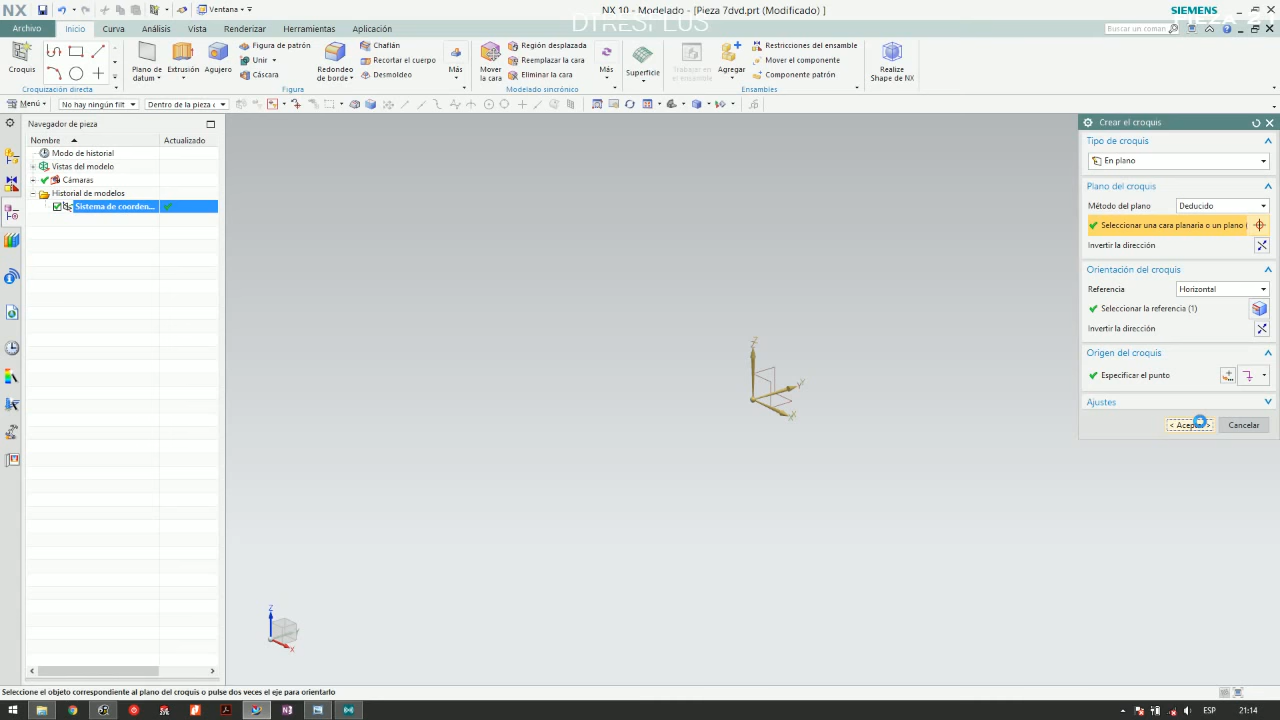 NX Ventana NX 10 - Modelado - [Pieza 7dvd.prt (Modificado) ] SIEMENS
DTRESPLUS
Archivo Inicio Curva Análisis Vista Renderizar Herramientas Aplicación Buscar un coman
Croquis
Croquización directa
Plano de datum
Extrusión
Agujero
Figura de patrón
Unir
Cáscara
Redondeo de borde
Chaflán
Recortar el cuerpo
Desmoldeo
Más
Figura
Mover la cara
Región desplazada
Reemplazar la cara
Eliminar la cara
Más
Modelado sincrónico
Superficie
Trabajar en el ensamble
Agregar
Restricciones del ensamble
Mover el componente
Componente patrón
Ensambles
Realize Shape de NX
Menú No hay ningún filt Dentro de la pieza
Navegador de pieza
Nombre Actualizado
Modo de historial
Vistas del modelo
Cámaras
Historial de modelos
Sistema de coorden...
Z
Y
X
Z
X
Crear el croquis
Tipo de croquis
En plano
Plano del croquis
Método del plano Deducido
Seleccionar una cara planaria o un plano
Invertir la dirección
Orientación del croquis
Referencia Horizontal
Seleccionar la referencia (1)
Invertir la dirección
Origen del croquis
Especificar el punto
Ajustes
Cancelar
Seleccione el objeto correspondiente al plano del croquis o pulse dos veces el eje para orientarlo
ESP 21:14